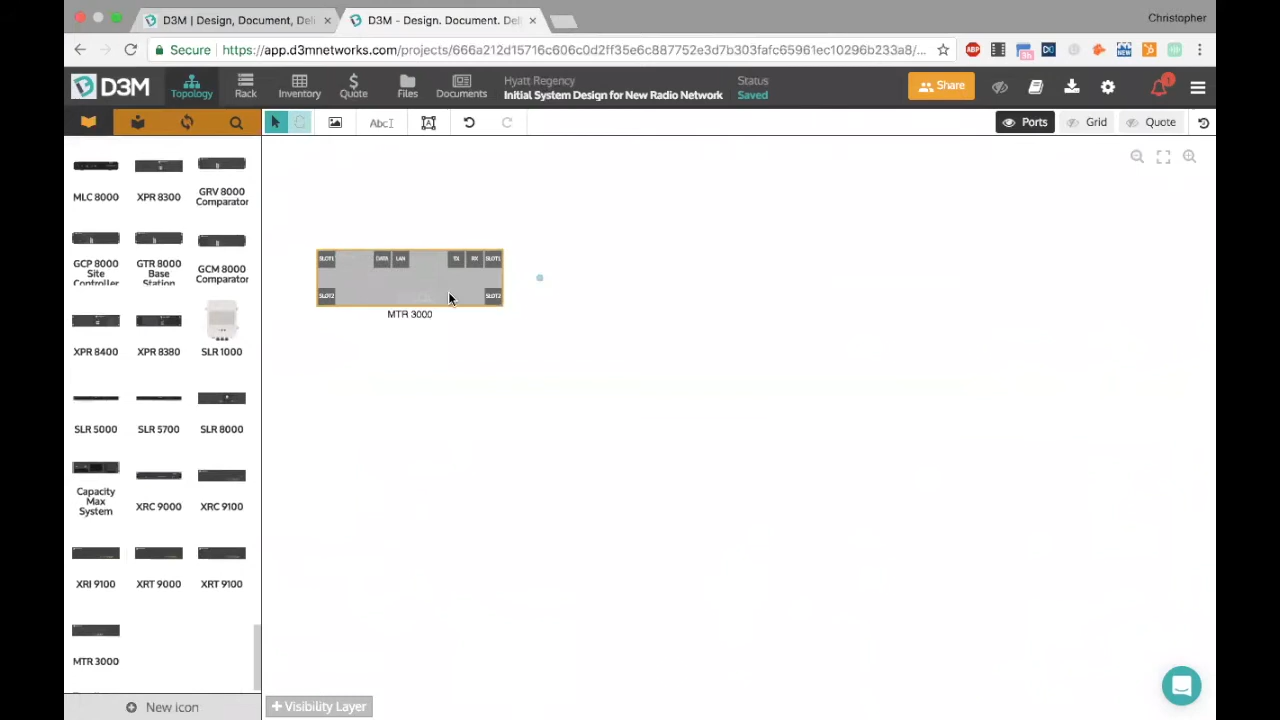 D3M | Design, Document, Deli
D3M - Design. Document. Deli
Christopher
Secure
https://app.d3mnetworks.com/projects/666a212d15716c606c0d2ff35e6c887752e3d7b303fafc65961ec10296b233a8/...
D3M
Topology
Rack
Inventory
Quote
Files
Documents
Hyatt Regency
Initial System Design for New Radio Network
Status
Saved
Share
1
Abc
Ports
Grid
Quote
MLC 8000
XPR 8300
GRV 8000
Comparator
GCP 8000
Site
Controller
GTR 8000
Base
Station
GCM 8000
Comparator
XPR 8400
XPR 8380
SLR 1000
SLR 5000
SLR 5700
SLR 8000
Capacity
Max
System
XRC 9000
XRC 9100
XRI 9100
XRT 9000
XRT 9100
MTR 3000
New icon
SLOT1
DATA
LAN
TX
RX
SLOT1
SLOT2
SLOT2
MTR 3000
+ Visibility Layer